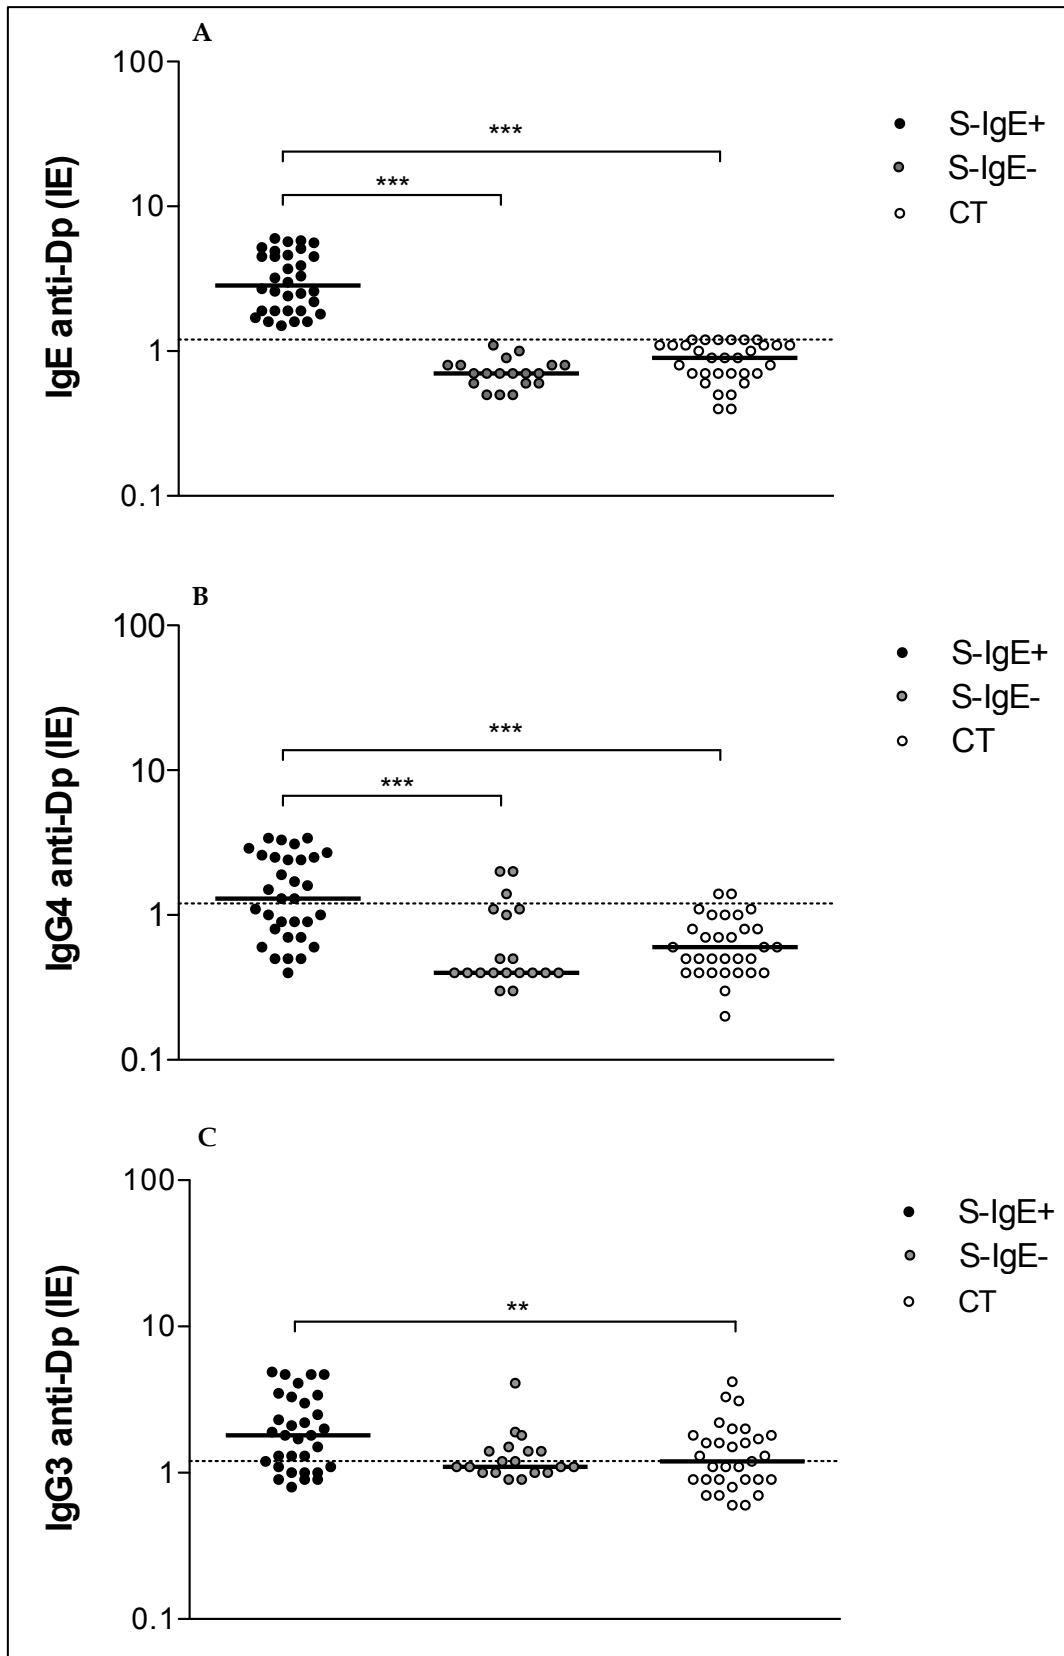 A
100
10
1
0.1
IgE anti-Dp (IE)
***
***
S-IgE+
S-IgE-
CT
B
100
10
1
0.1
IgG4 anti-Dp (IE)
***
***
S-IgE+
S-IgE-
CT
C
100
10
1
0.1
IgG3 anti-Dp (IE)
**
S-IgE+
S-IgE-
CT